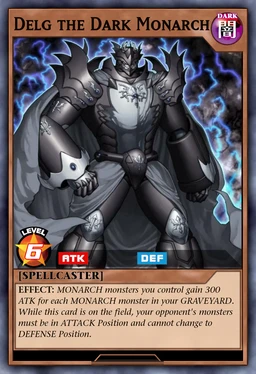 DELG THE DARK MONARCH
DARK
闇
LEVEL
6
ATK
DEF
[SPELLCASTER]
EFFECT: MONARCH monsters you control gain 300
ATK for each MONARCH monster in your GRAVEYARD.
While this card is on the field, your opponent's monsters
must be in ATTACK Position and cannot change to
DEFENSE Position.